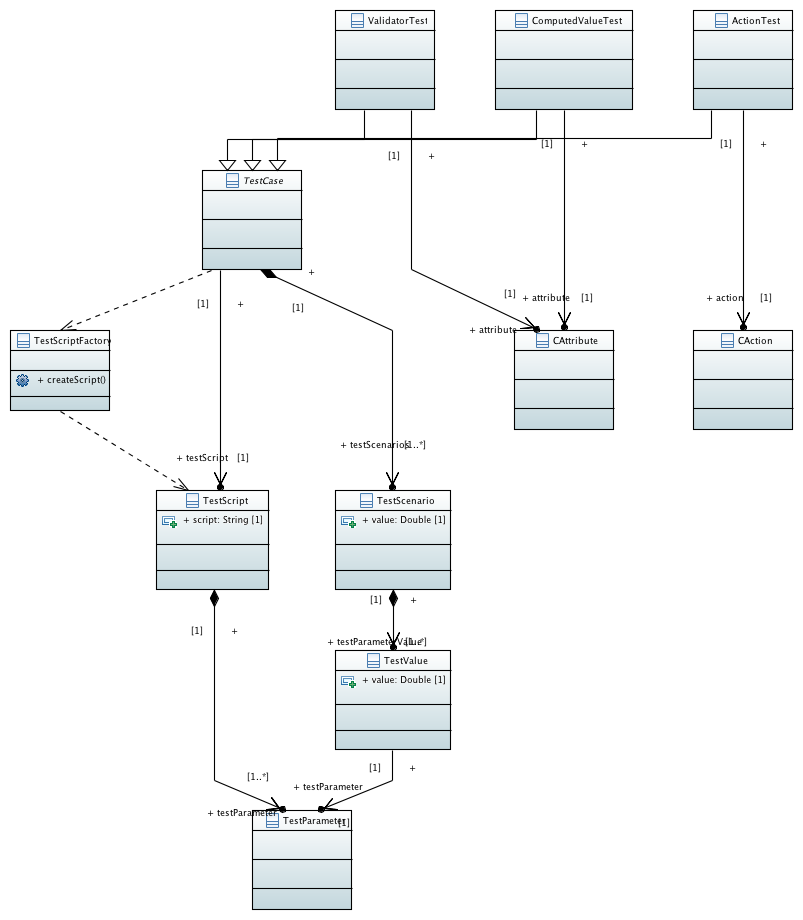 ValidatorTest
ComputedValueTest
ActionTest
[1] +
[1] +
[1] +
TestCase
+
[1] +
[1]
[1]
+ attribute [1]
+ action [1]
+ attribute
TestScriptFactory
+ createScript()
CAttribute
CAction
+ testScenarios [1..*]
+ testScript [1]
TestScript
+ script: String [1]
TestScenario
+ value: Double [1]
[1] +
[1] +
+ testParameterValue [1..*]
TestValue
+ value: Double [1]
[1] +
[1..*]
+ testParameter
+ testParameter
TestParameter
[1]